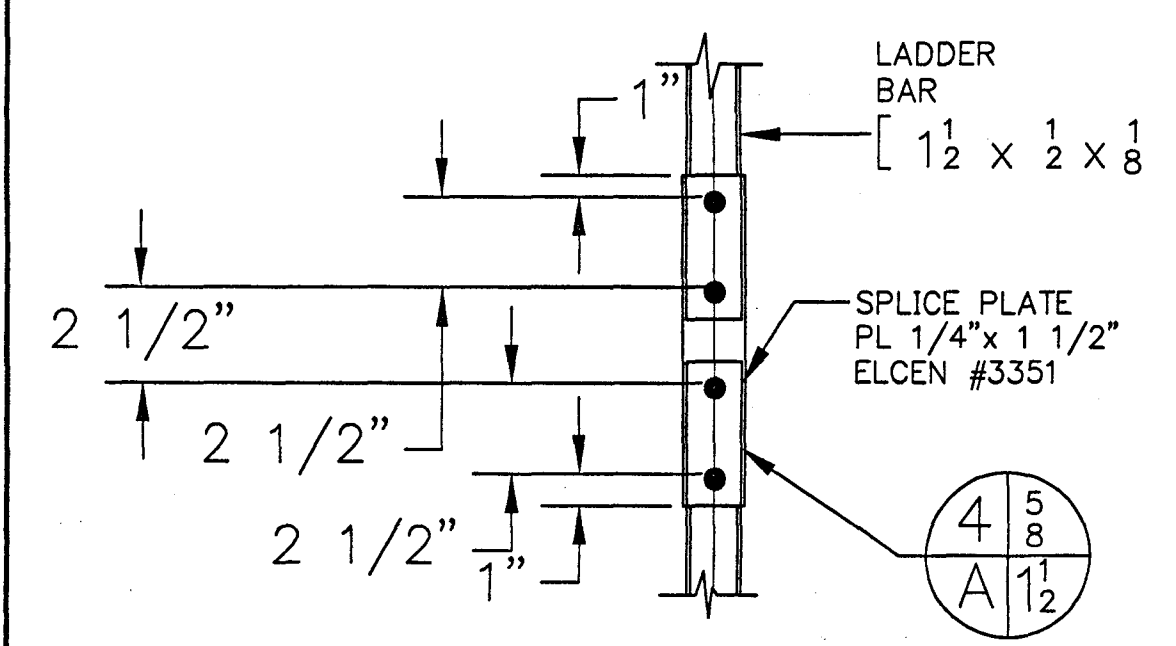 LADDER
BAR
[ 1 1/2 x 1/2 x 1/8
1"
2 1/2"
SPLICE PLATE
PL 1/4"x 1 1/2"
ELCEN #3351
2 1/2"
2 1/2"
1"
4 5/8
A 1 1/2